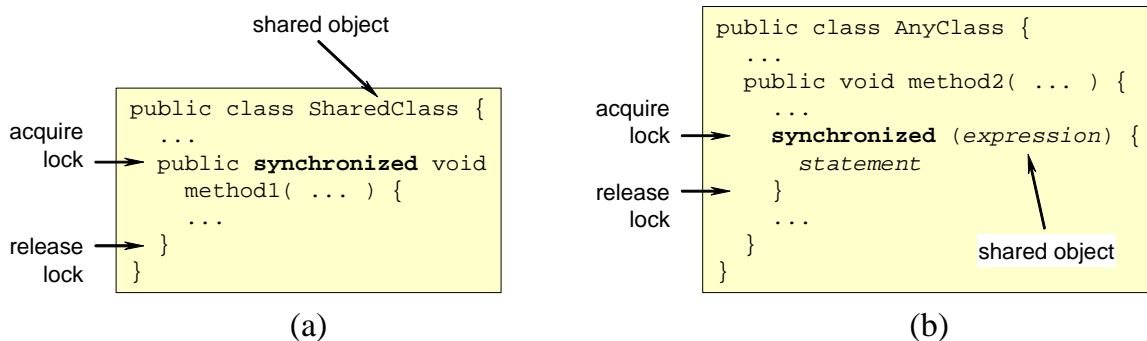 shared object
public class SharedClass {
...
acquire
lock
public synchronized void
method1( ... ) {
...
release
lock
}
}
(a)
public class AnyClass {
...
public void method2( ... ) {
...
acquire
lock
synchronized (expression) {
statement
release
lock
}
...
}
shared object
}
(b)